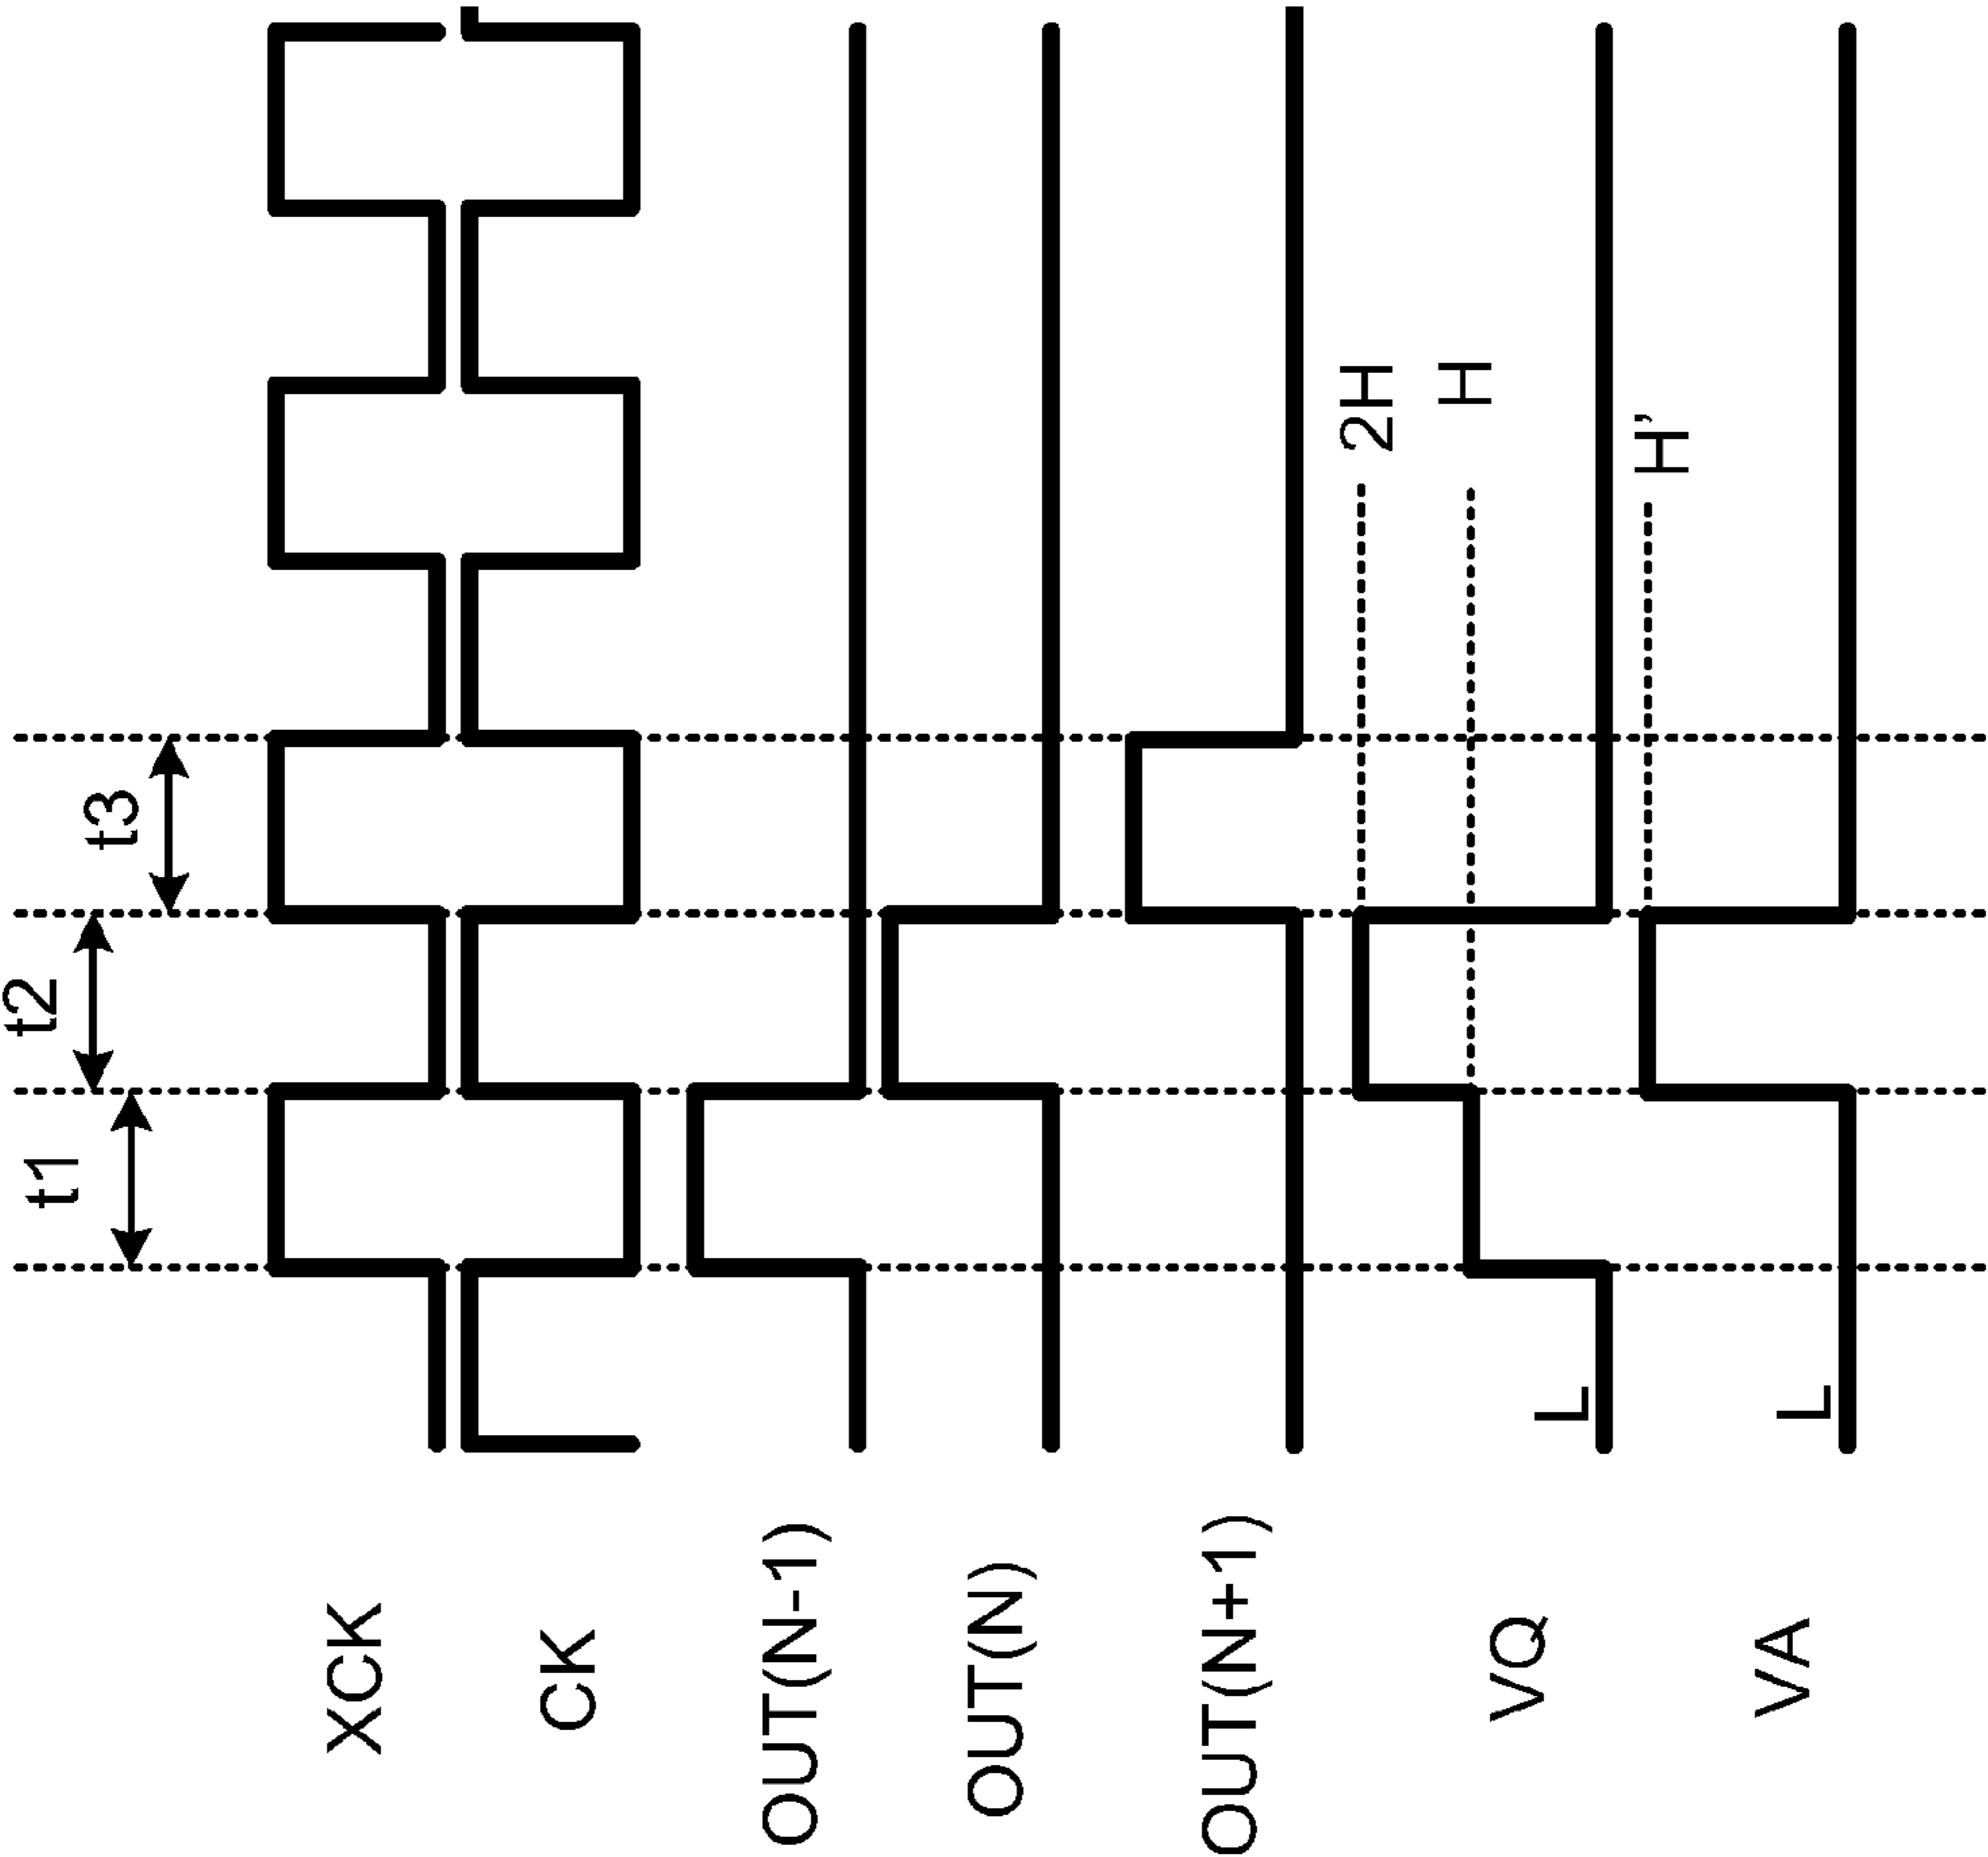 t1
t2
t3
XCK
CK
OUT(N-1)
OUT(N)
OUT(N+1)
2H
H
VQ
L
H’
VA
L